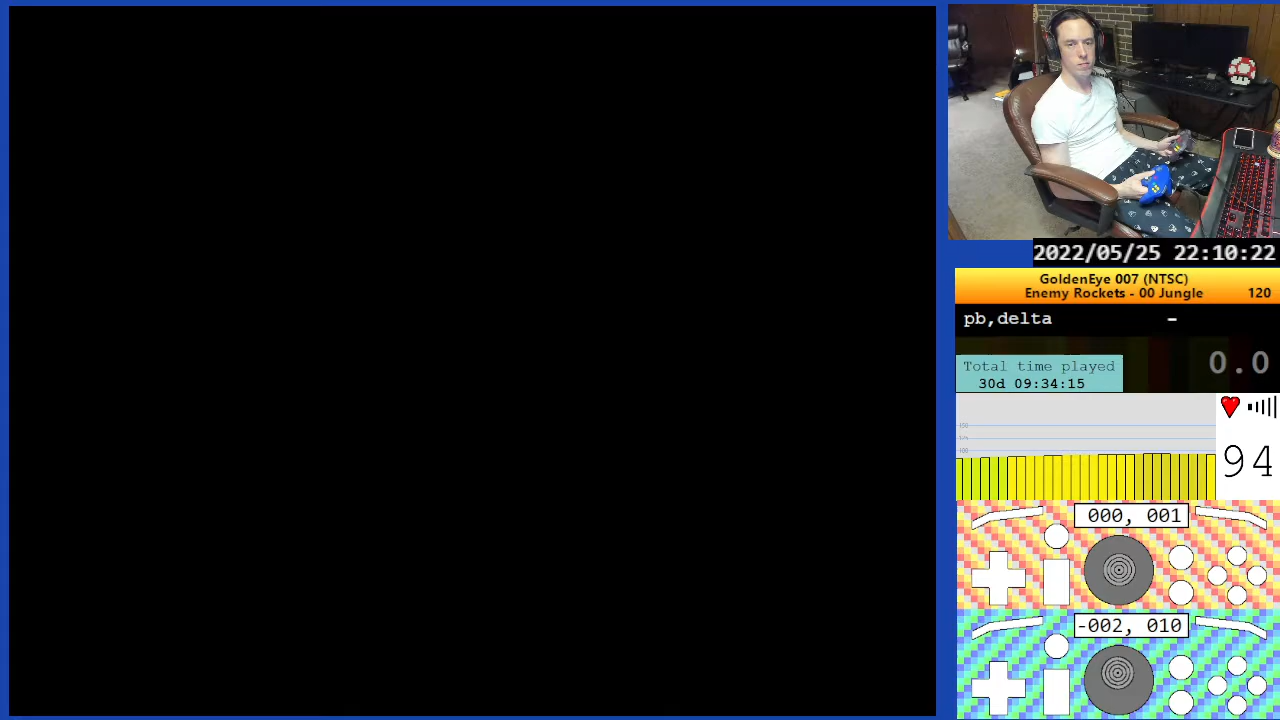 2022/05/25 22:10:22
GoldenEye 007 (NTSC)
Enemy Rockets - 00 Jungle 120
pb,delta -
0.0
Total time played
30d 09:34:15
94
000, 001
-002, 010